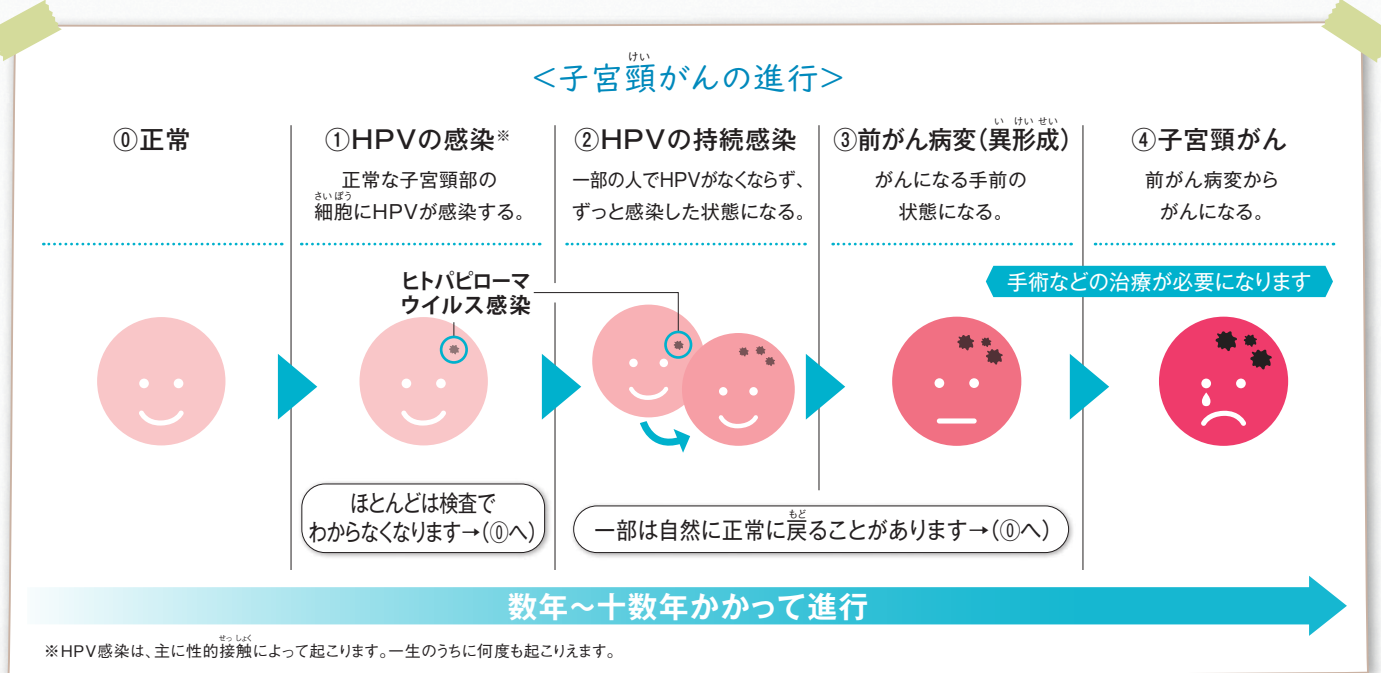 けい
<子宮頸がんの進行>
⓪正常
①HPVの感染※
正常な子宮頸部の
さいぼう
細胞にHPVが感染する。
②HPVの持続感染
一部の人でHPVがなくならず、
ずっと感染した状態になる。
い けいせい
③前がん病変(異形成)
がんになる手前の
状態になる。
④子宮頸がん
前がん病変から
がんになる。
ヒトパピローマ
ウイルス感染
手術などの治療が必要になります
ほとんどは検査で
わからなくなります→(⓪へ)
もど
一部は自然に正常に戻ることがあります→(⓪へ)
数年〜十数年かかって進行
せっしょく
※HPV感染は、主に性的接触によって起こります。一生のうちに何度も起こりえます。